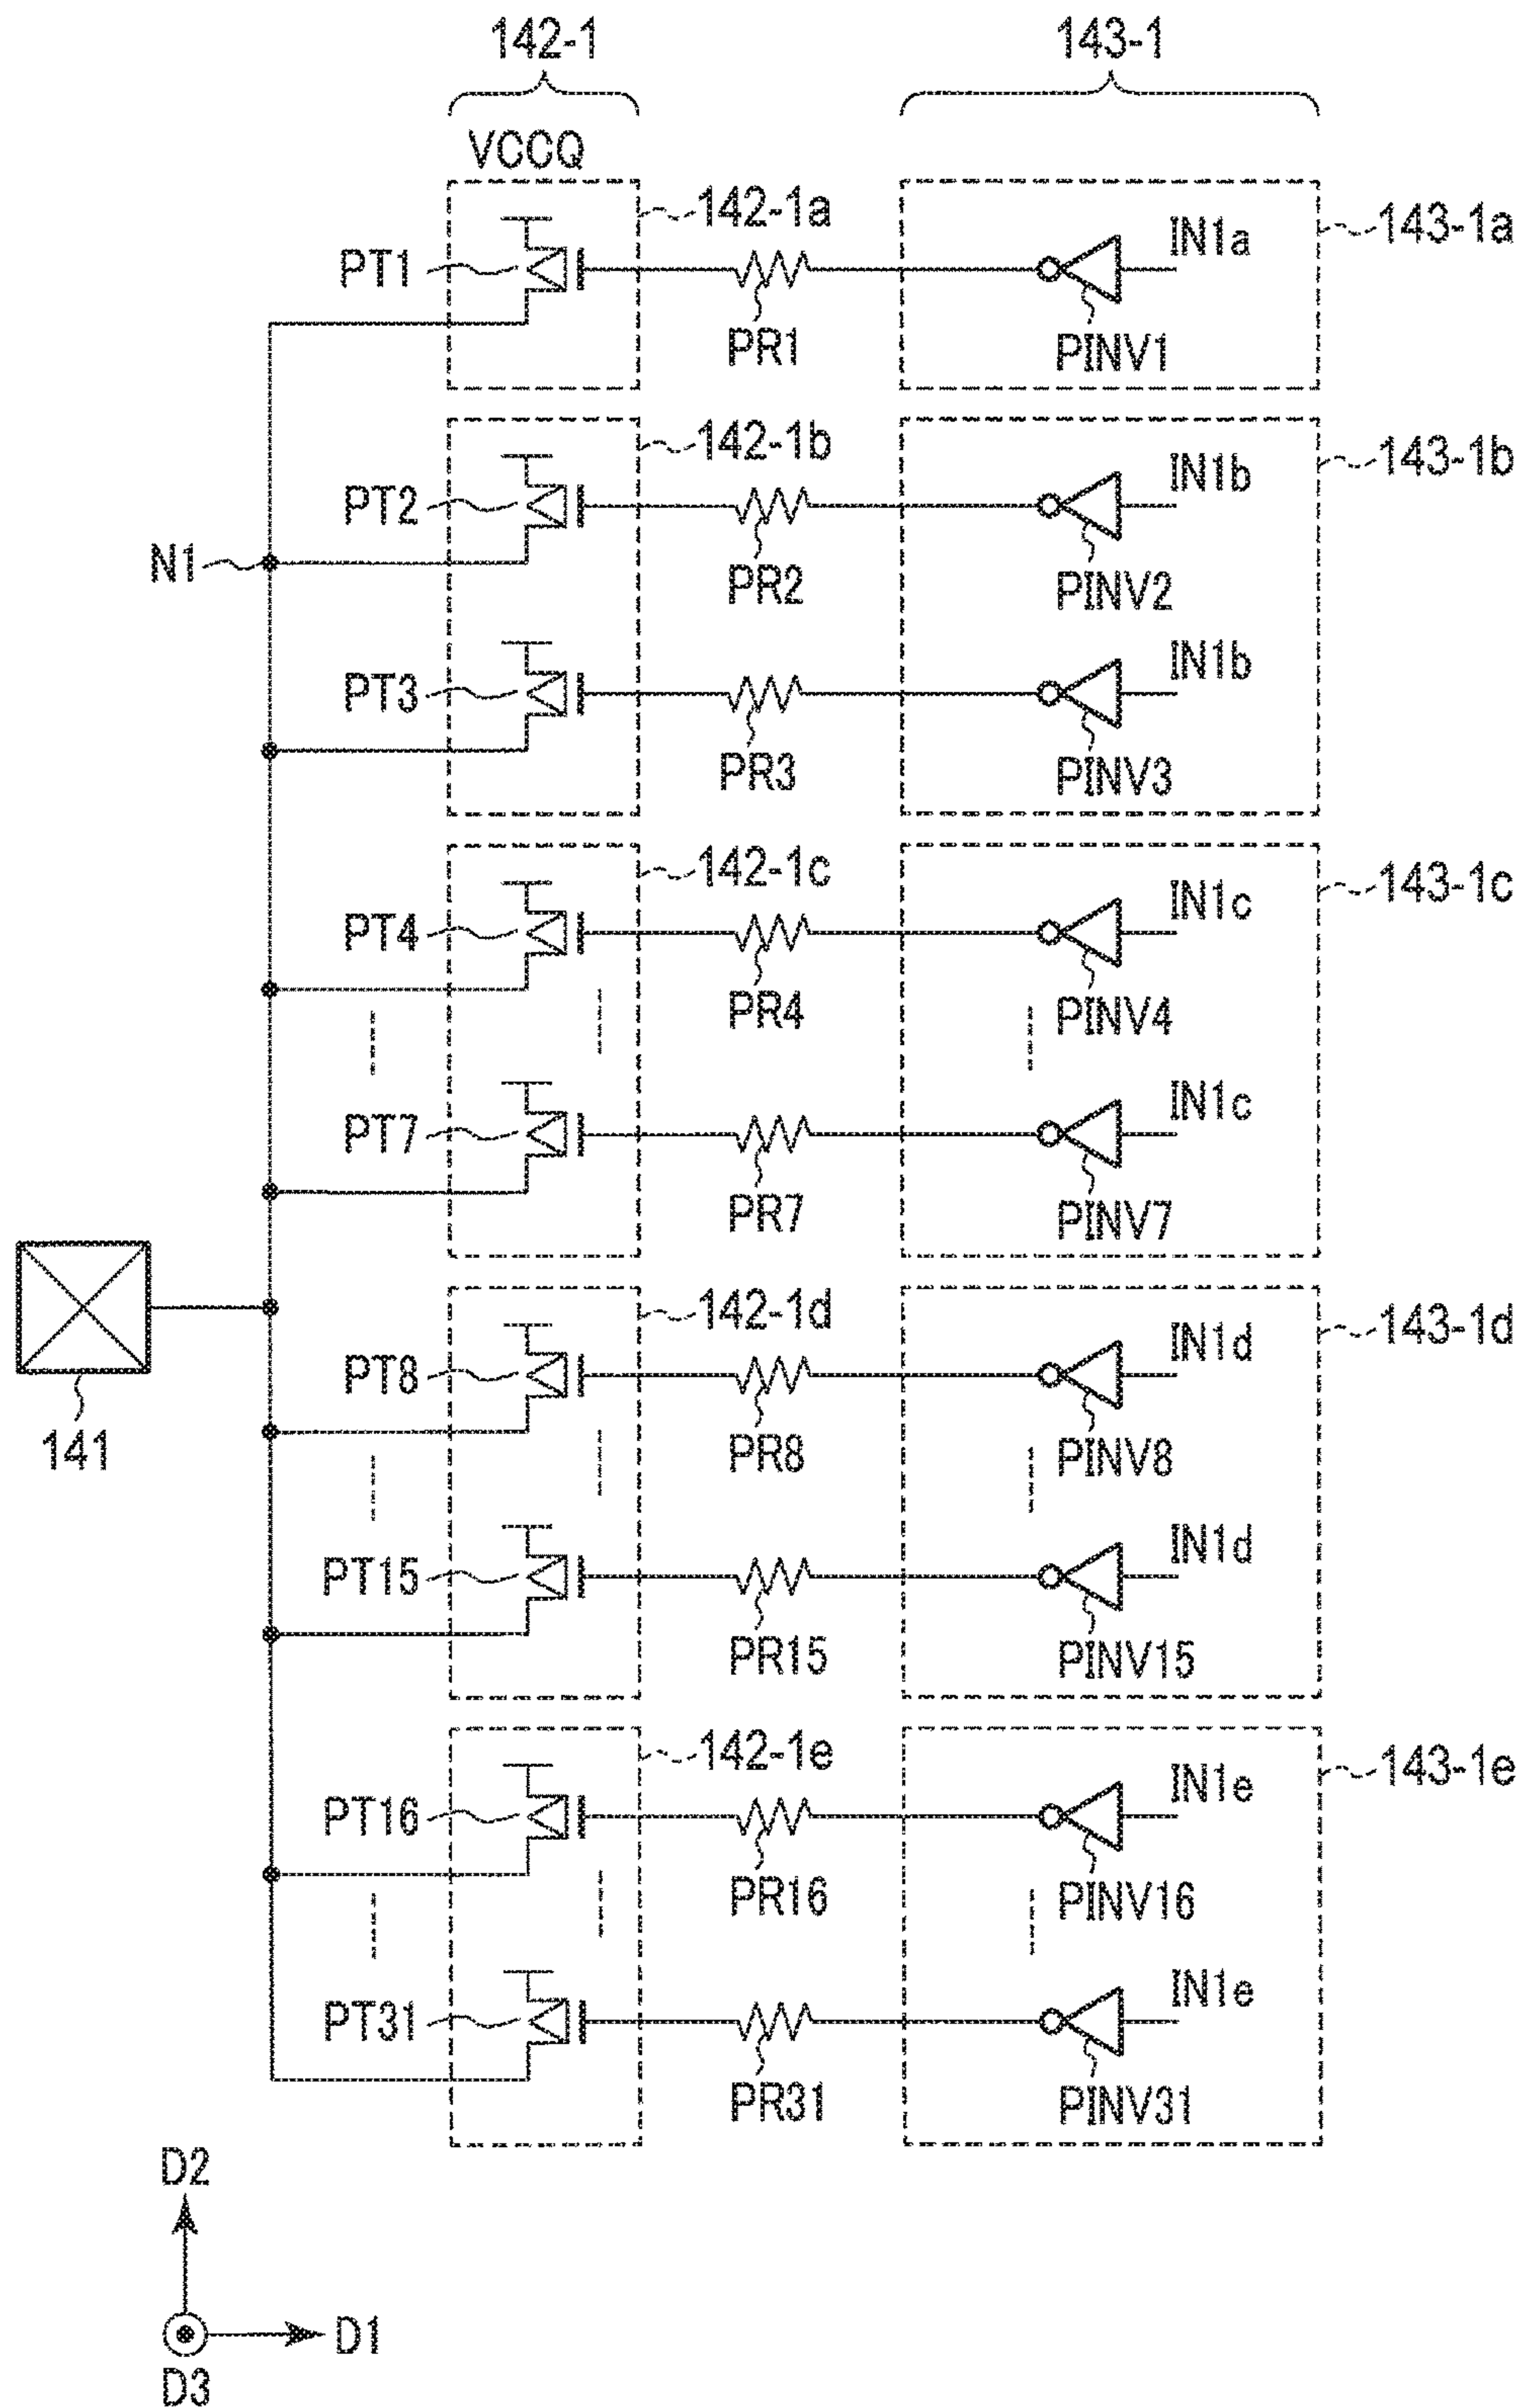 142-1 143-1
VCCQ
142-1a 143-1a
PT1 IN1a
PR1 PINV1
142-1b 143-1b
PT2 IN1b
N1 PR2 PINV2
PT3 IN1b
PR3 PINV3
142-1c 143-1c
PT4 IN1c
PR4 PINV4
PT7 IN1c
PR7 PINV7
142-1d 143-1d
PT8 IN1d
141 PR8 PINV8
PT15 IN1d
PR15 PINV15
142-1e 143-1e
PT16 IN1e
PR16 PINV16
PT31 IN1e
PR31 PINV31
D2
D1
D3